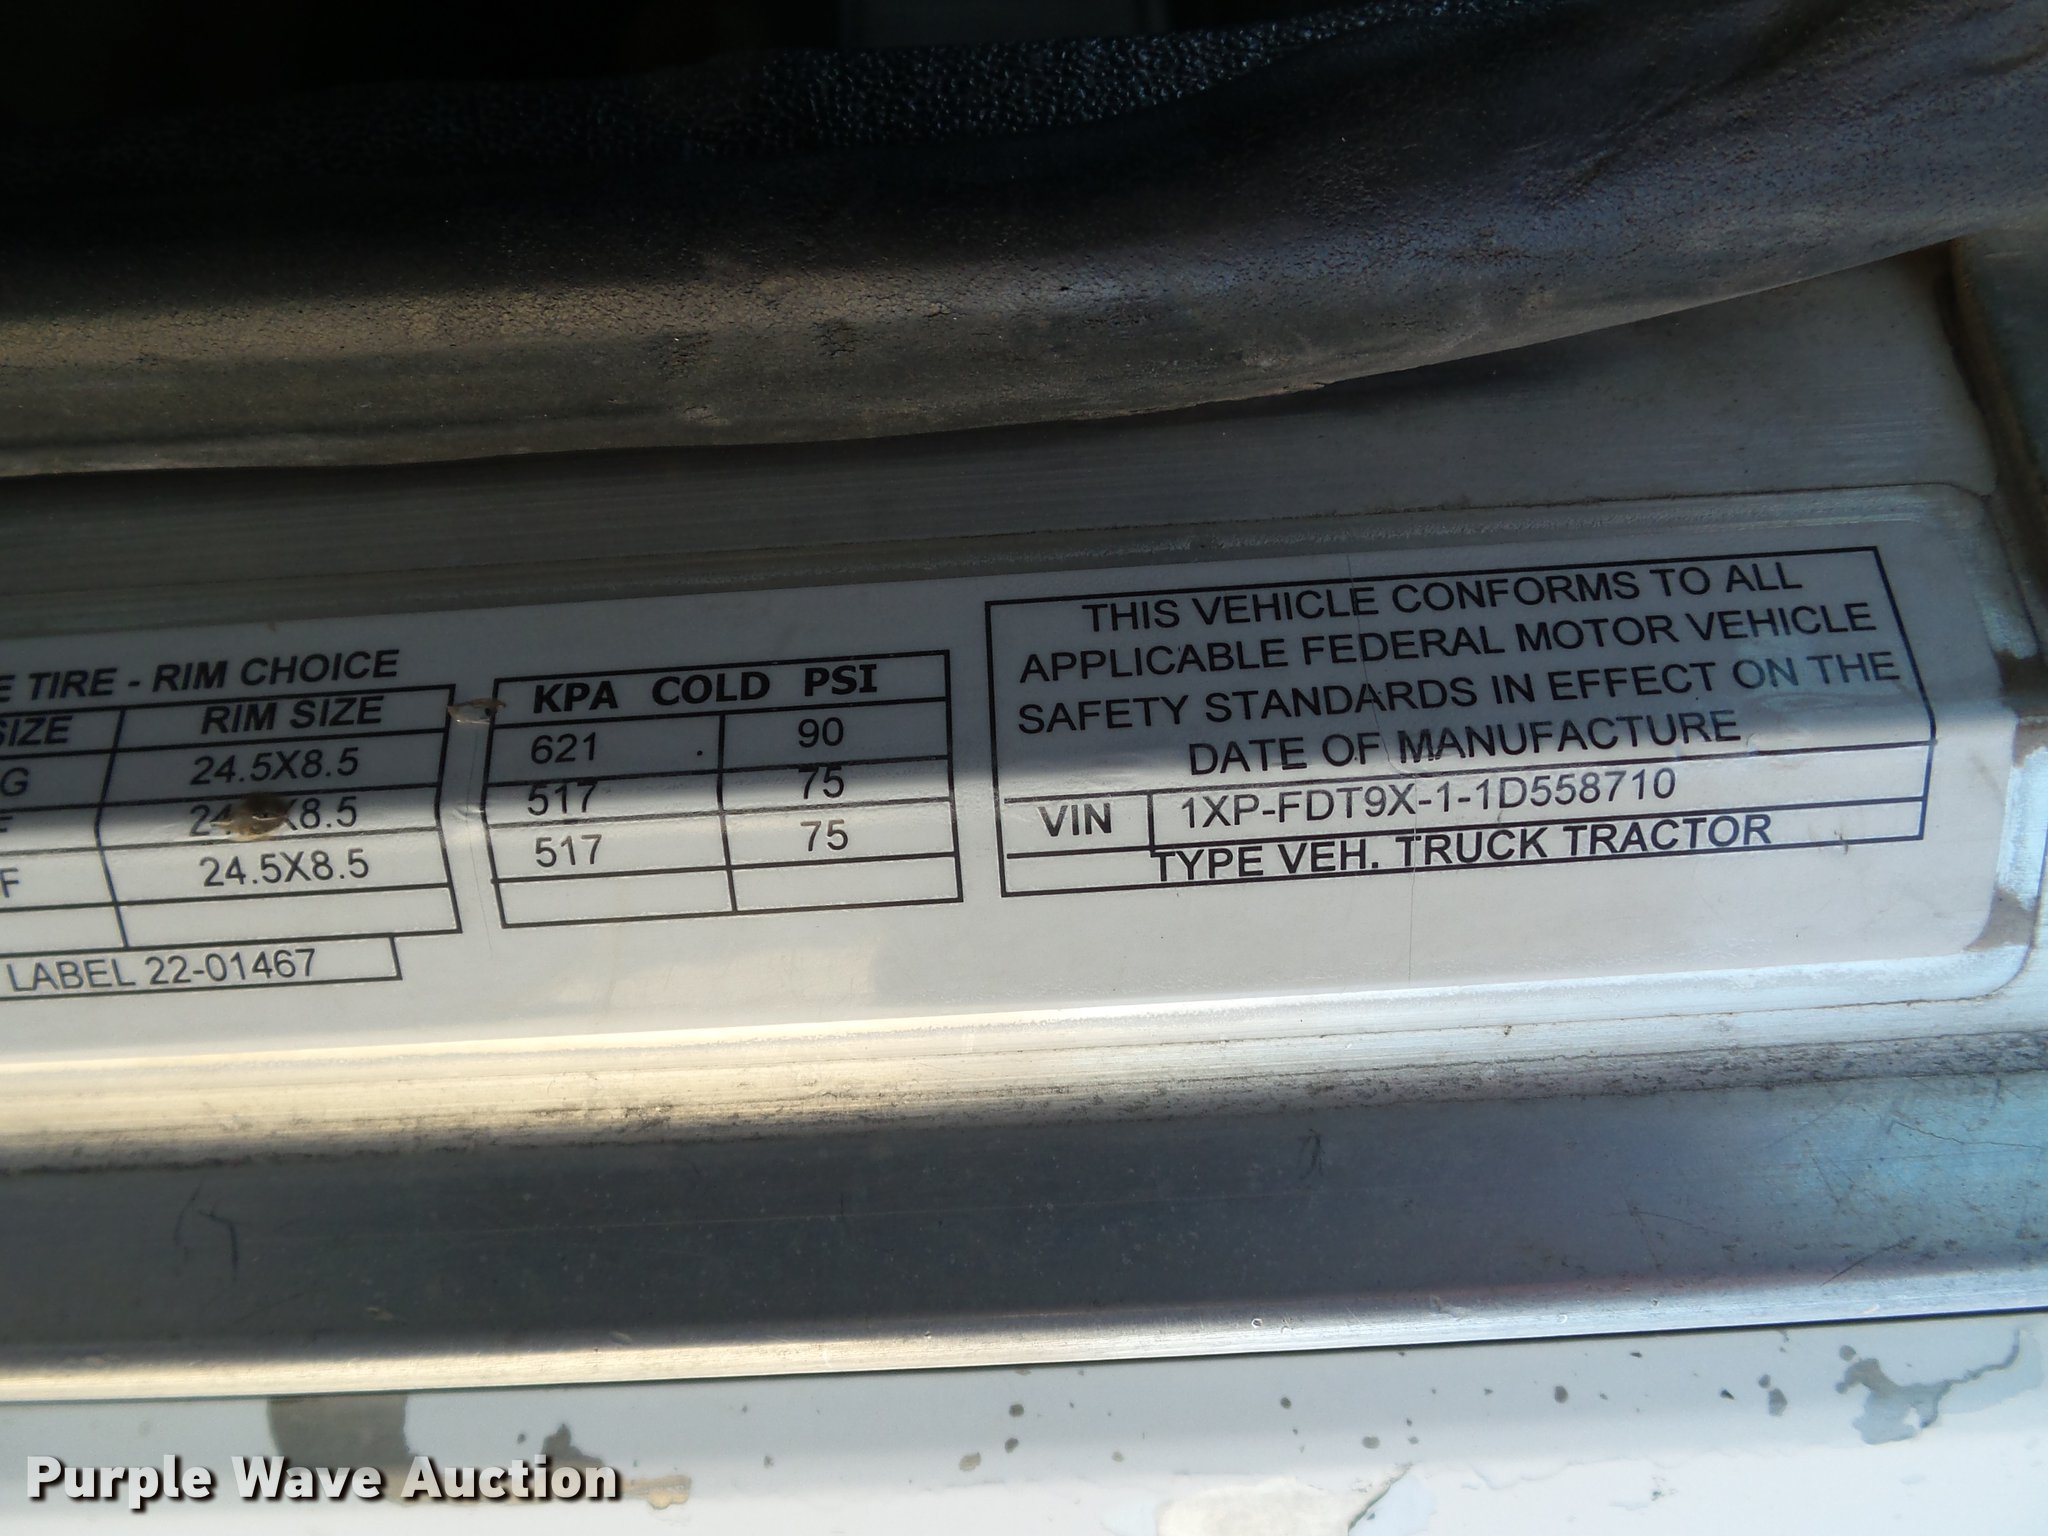 E TIRE - RIM CHOICE
SIZE RIM SIZE
G 24.5X8.5
F X8.5
F 24.5X8.5
LABEL 22-01467
KPA COLD PSI
621 90
517 75
517 75
THIS VEHICLE CONFORMS TO ALL
APPLICABLE FEDERAL MOTOR VEHICLE
SAFETY STANDARDS IN EFFECT ON THE
DATE OF MANUFACTURE
VIN 1XP-FDT9X-1-1D558710
TYPE VEH. TRUCK TRACTOR
Purple Wave Auction